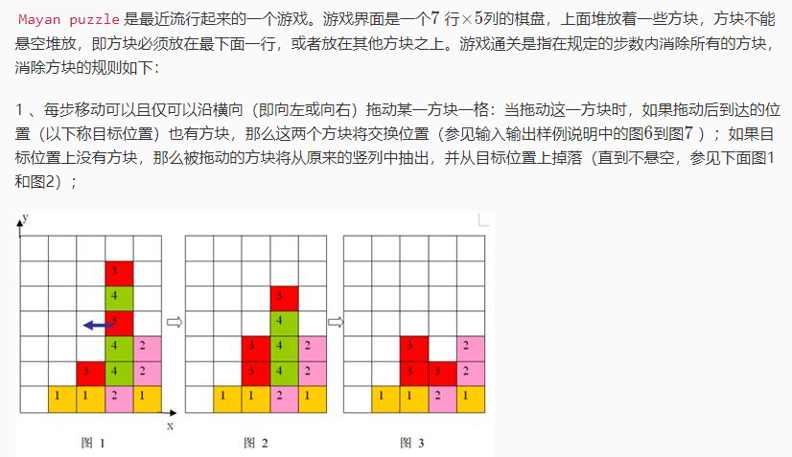 Mayan puzzle 是最近流行起来的一个游戏。游戏界面是一个7 行×5列的棋盘，上面堆放着一些方块，方块不能
悬空堆放，即方块必须放在最下面一行，或者放在其他方块之上。游戏通关是指在规定的步数内消除所有的方块，
消除方块的规则如下：
1 、每步移动可以且仅可以沿横向（即向左或向右）拖动某一方块一格：当拖动这一方块时，如果拖动后到达的位
置（以下称目标位置）也有方块，那么这两个方块将交换位置（参见输入输出样例说明中的图6到图7 ）；如果目
标位置上没有方块，那么被拖动的方块将从原来的竖列中抽出，并从目标位置上掉落（直到不悬空，参见下面图1
和图2）；
y
3
4 3
3 4
4 2 3 4 2 3 2
3 4 2 3 4 2 3 3 2
1 1 2 1 1 1 2 1 1 1 2 1
x
图 1 图 2 图 3